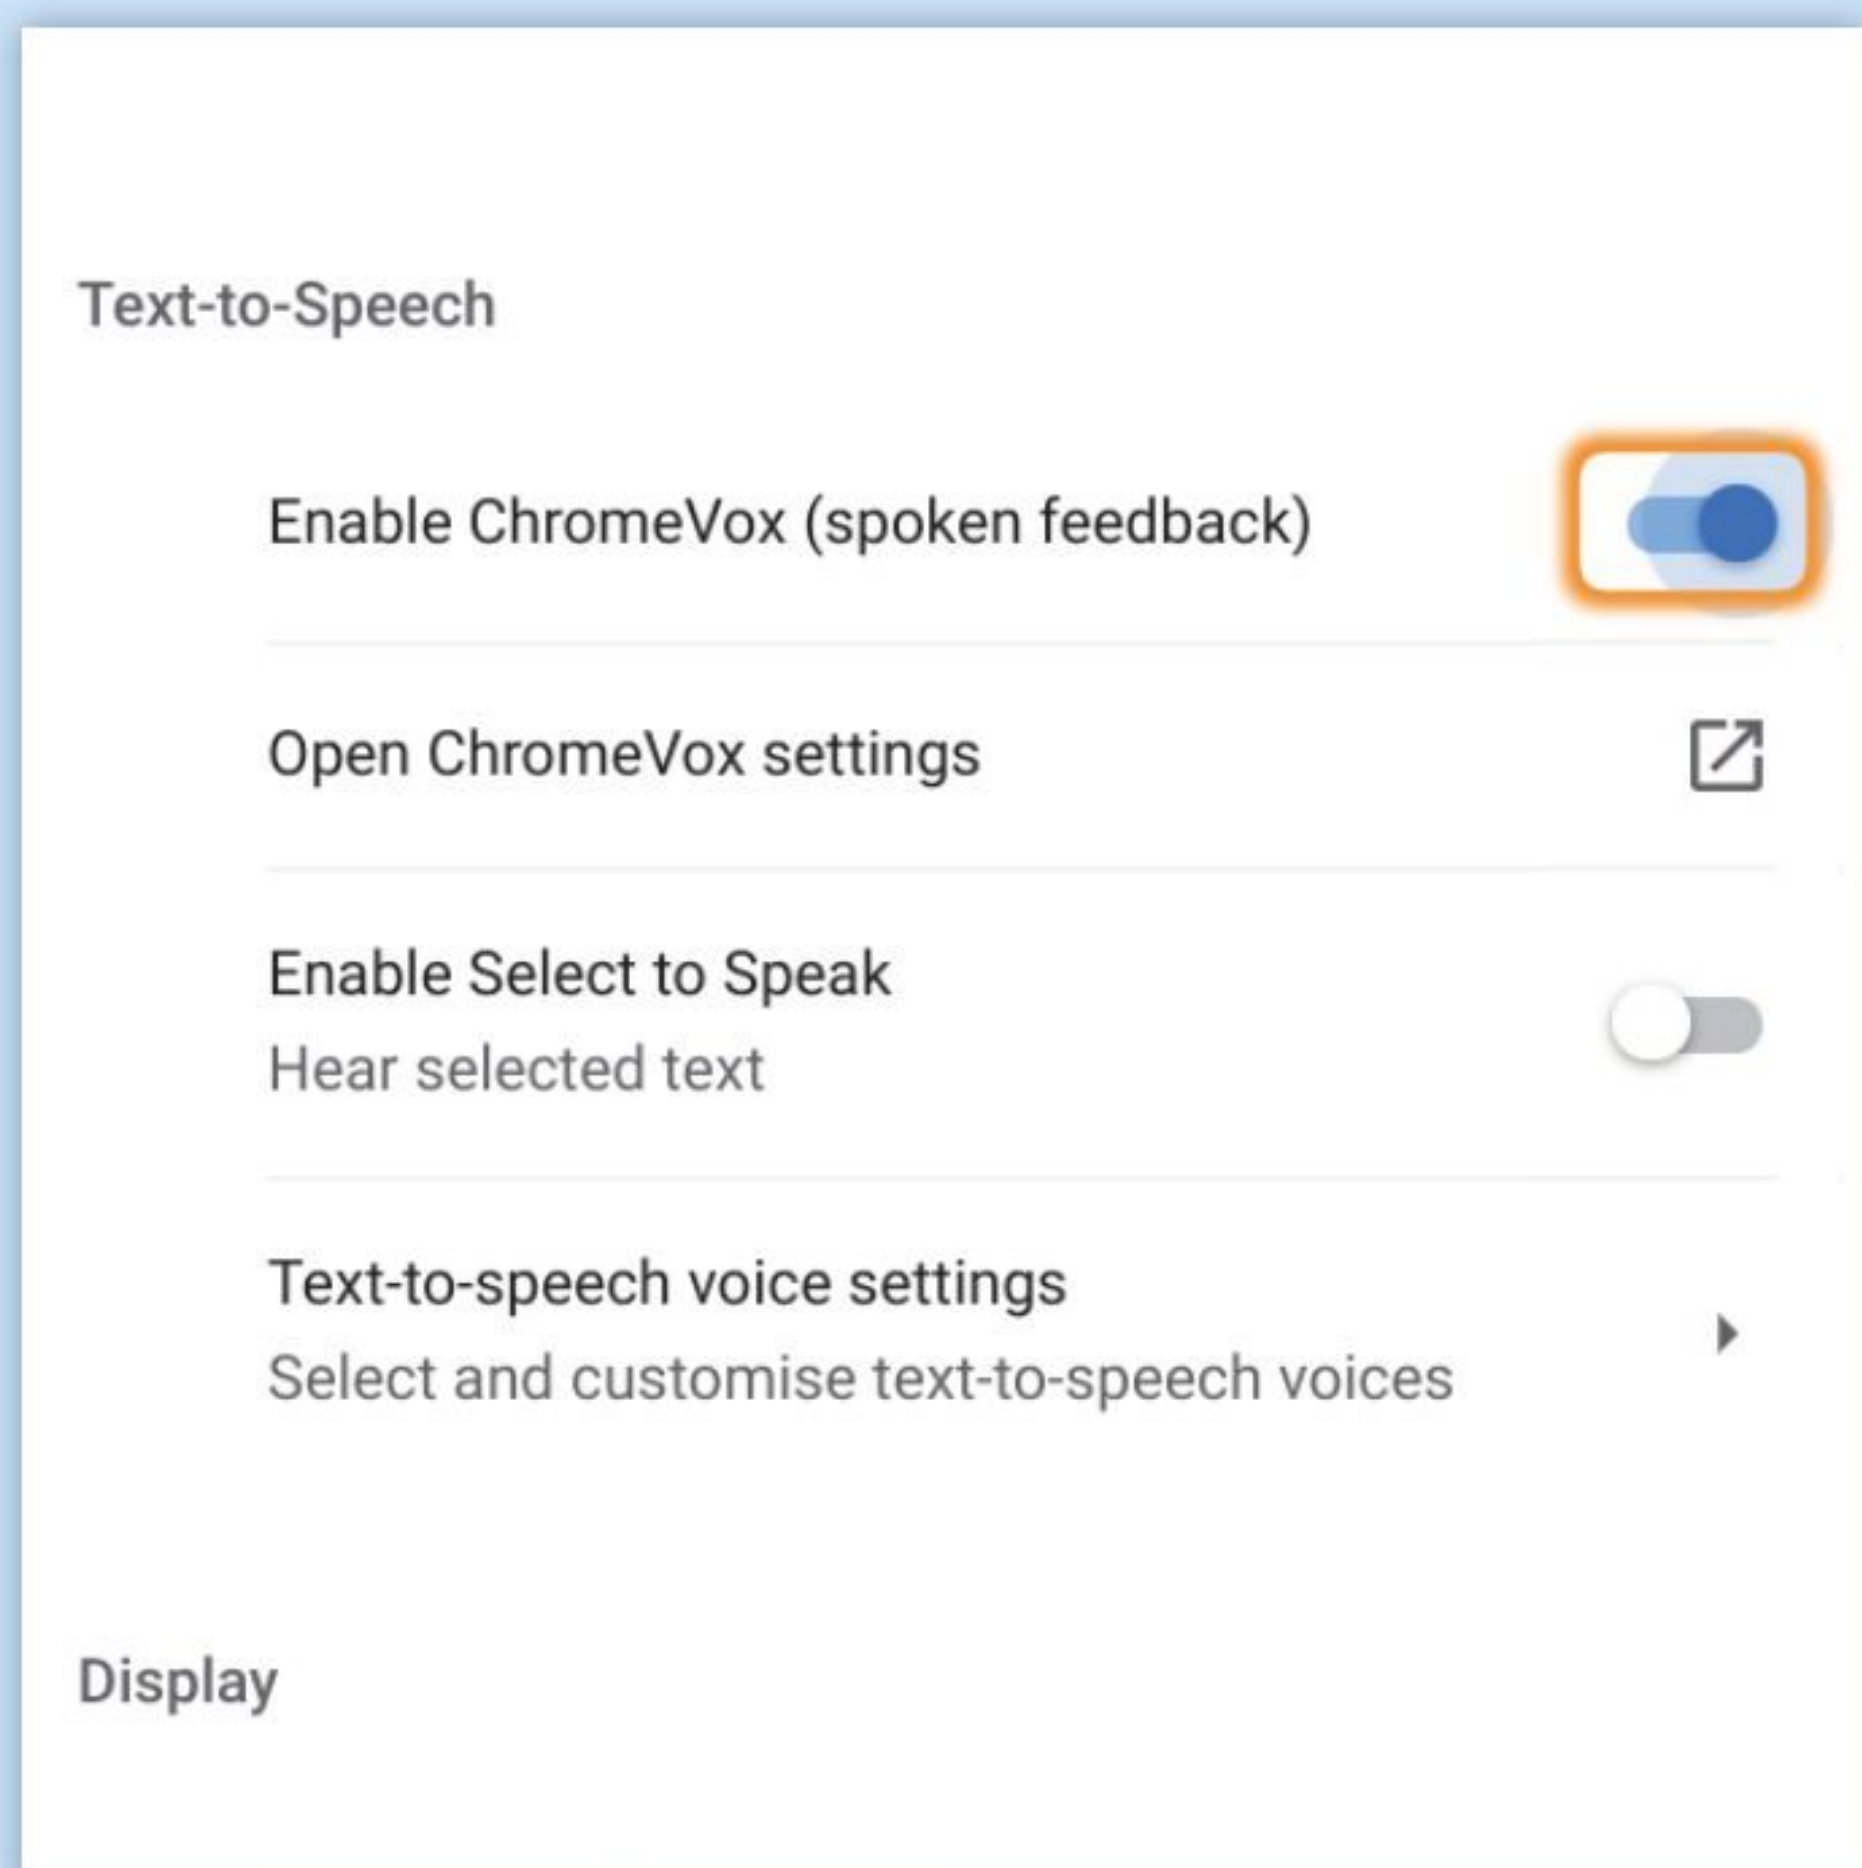 Text-to-Speech
Enable ChromeVox (spoken feedback)
Open ChromeVox settings
Enable Select to Speak
Hear selected text
Text-to-speech voice settings
Select and customise text-to-speech voices
Display